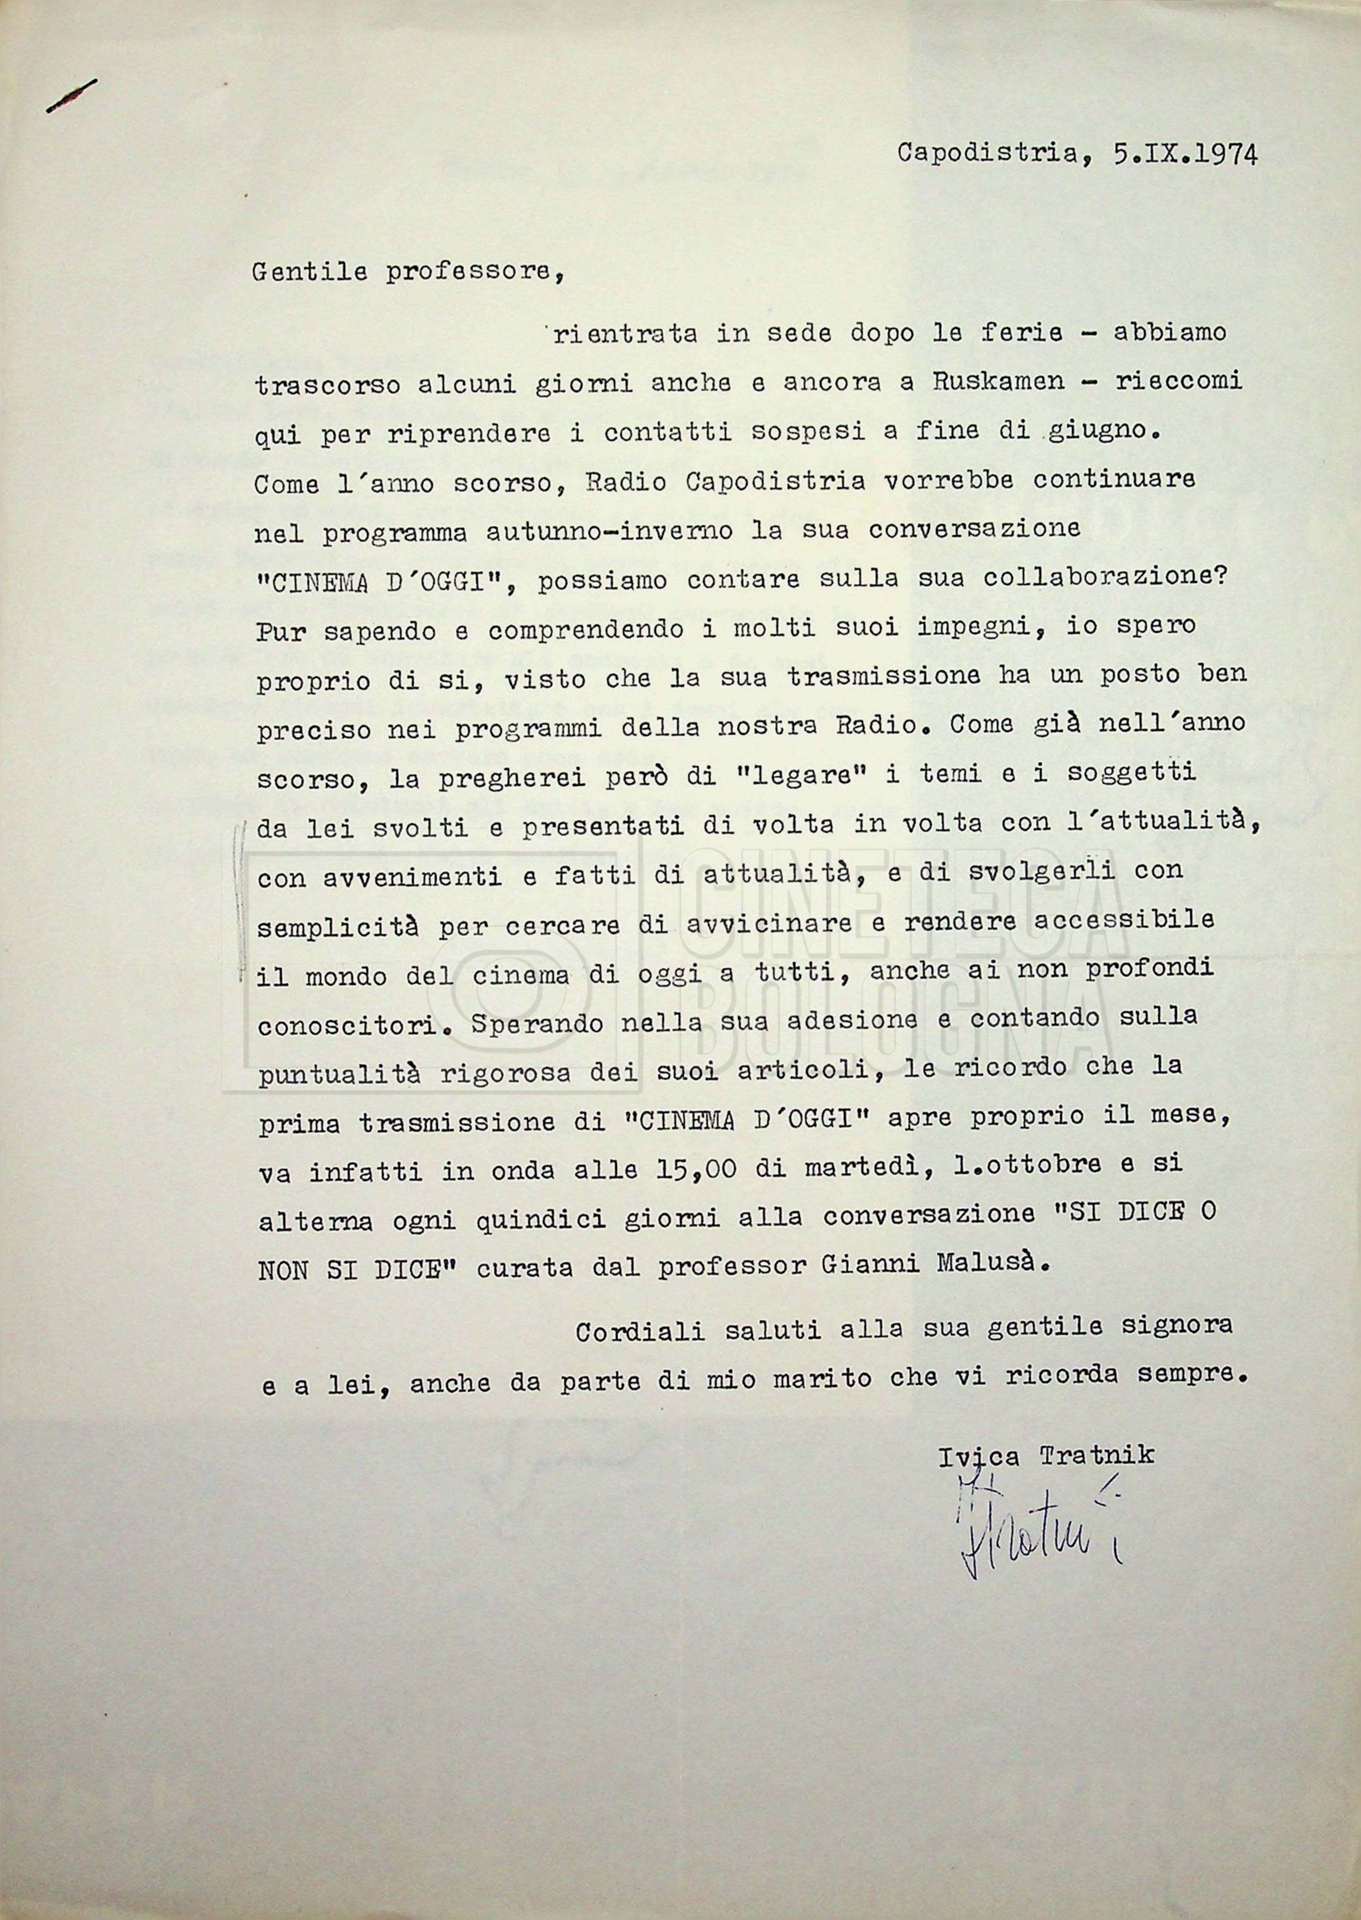 Capodistria, 5.IX.1974
Gentile professore,
rientrata in sede dopo le ferie - abbiamo
trascorso alcuni giorni anche e ancora a Ruskamen - rieccomi
qui per riprendere i contatti sospesi a fine di giugno.
Come l'anno scorso, Radio Capodistria vorrebbe continuare
nel programma autunno-inverno la sua conversazione
"CINEMA D'OGGI", possiamo contare sulla sua collaborazione?
Pur sapendo e comprendendo i molti suoi impegni, io spero
proprio di si, visto che la sua trasmissione ha un posto ben
preciso nei programmi della nostra Radio. Come già nell'anno
scorso, la pregherei però di "legare" i temi e i soggetti
da lei svolti e presentati di volta in volta con l'attualità,
con avvenimenti e fatti di attualità, e di svolgerli con
semplicità per cercare di avvicinare e rendere accessibile
il mondo del cinema di oggi a tutti, anche ai non profondi
conoscitori. Sperando nella sua adesione e contando sulla
puntualità rigorosa dei suoi articoli, le ricordo che la
prima trasmissione di "CINEMA D'OGGI" apre proprio il mese,
va infatti in onda alle 15,00 di martedì, 1.ottobre e si
alterna ogni quindici giorni alla conversazione "SI DICE O
NON SI DICE" curata dal professor Gianni Malusà.
Cordiali saluti alla sua gentile signora
e a lei, anche da parte di mio marito che vi ricorda sempre.
Ivica Tratnik
CINETECA
BOLOGNA